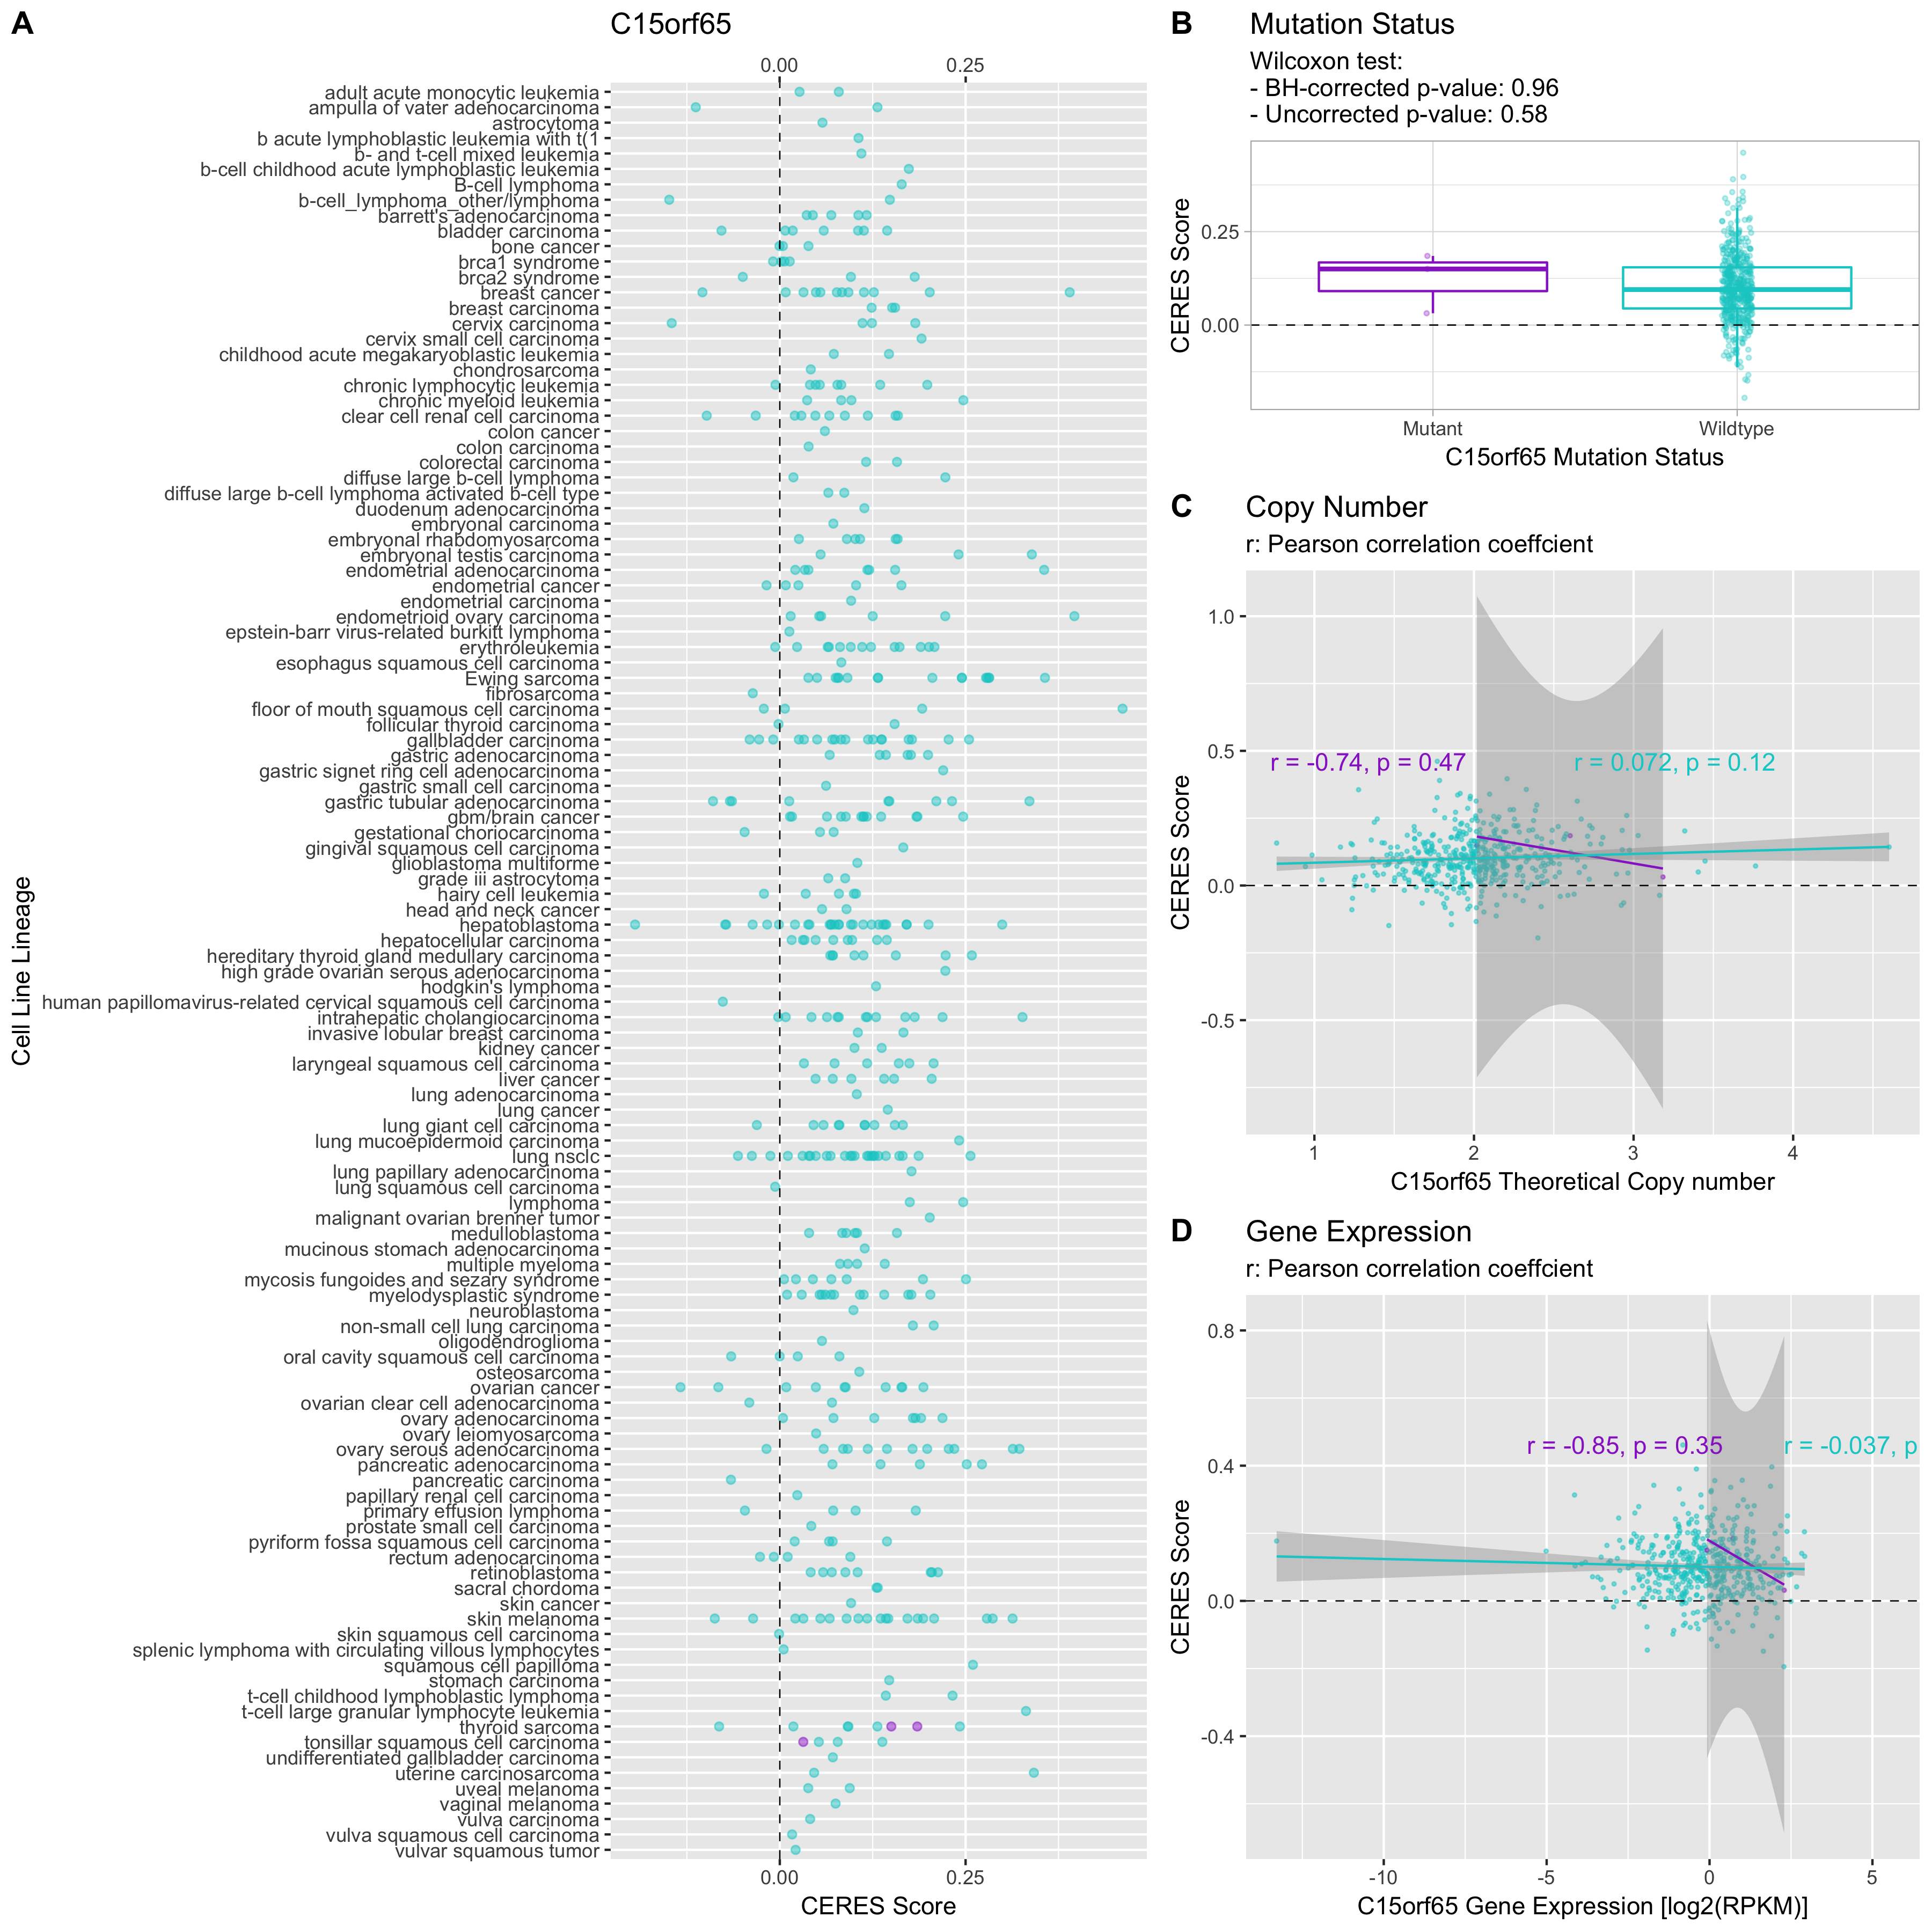 A
C15orf65
0.00
0.25
Cell Line Lineage
adult acute monocytic leukemia
ampulla of vater adenocarcinoma
astrocytoma
b acute lymphoblastic leukemia with t(1
b- and t-cell mixed leukemia
b-cell childhood acute lymphoblastic leukemia
B-cell lymphoma
b-cell_lymphoma_other/lymphoma
barrett's adenocarcinoma
bladder carcinoma
bone cancer
brca1 syndrome
brca2 syndrome
breast cancer
breast carcinoma
cervix carcinoma
cervix small cell carcinoma
childhood acute megakaryoblastic leukemia
chondrosarcoma
chronic lymphocytic leukemia
chronic myeloid leukemia
clear cell renal cell carcinoma
colon cancer
colon carcinoma
colorectal carcinoma
diffuse large b-cell lymphoma
diffuse large b-cell lymphoma activated b-cell type
duodenum adenocarcinoma
embryonal carcinoma
embryonal rhabdomyosarcoma
embryonal testis carcinoma
endometrial adenocarcinoma
endometrial cancer
endometrial carcinoma
endometrioid ovary carcinoma
epstein-barr virus-related burkitt lymphoma
erythroleukemia
esophagus squamous cell carcinoma
Ewing sarcoma
fibrosarcoma
floor of mouth squamous cell carcinoma
follicular thyroid carcinoma
gallbladder carcinoma
gastric adenocarcinoma
gastric signet ring cell adenocarcinoma
gastric small cell carcinoma
gastric tubular adenocarcinoma
gbm/brain cancer
gestational choriocarcinoma
gingival squamous cell carcinoma
glioblastoma multiforme
grade iii astrocytoma
hairy cell leukemia
head and neck cancer
hepatoblastoma
hepatocellular carcinoma
hereditary thyroid gland medullary carcinoma
high grade ovarian serous adenocarcinoma
hodgkin's lymphoma
human papillomavirus-related cervical squamous cell carcinoma
intrahepatic cholangiocarcinoma
invasive lobular breast carcinoma
kidney cancer
laryngeal squamous cell carcinoma
liver cancer
lung adenocarcinoma
lung cancer
lung giant cell carcinoma
lung mucoepidermoid carcinoma
lung nsclc
lung papillary adenocarcinoma
lung squamous cell carcinoma
lymphoma
malignant ovarian brenner tumor
medulloblastoma
mucinous stomach adenocarcinoma
multiple myeloma
mycosis fungoides and sezary syndrome
myelodysplastic syndrome
neuroblastoma
non-small cell lung carcinoma
oligodendroglioma
oral cavity squamous cell carcinoma
osteosarcoma
ovarian cancer
ovarian clear cell adenocarcinoma
ovary adenocarcinoma
ovary leiomyosarcoma
ovary serous adenocarcinoma
pancreatic adenocarcinoma
pancreatic carcinoma
papillary renal cell carcinoma
primary effusion lymphoma
prostate small cell carcinoma
pyriform fossa squamous cell carcinoma
rectum adenocarcinoma
retinoblastoma
sacral chordoma
skin cancer
skin melanoma
skin squamous cell carcinoma
splenic lymphoma with circulating villous lymphocytes
squamous cell papilloma
stomach carcinoma
t-cell childhood lymphoblastic lymphoma
t-cell large granular lymphocyte leukemia
thyroid sarcoma
tonsillar squamous cell carcinoma
undifferentiated gallbladder carcinoma
uterine carcinosarcoma
uveal melanoma
vaginal melanoma
vulva carcinoma
vulva squamous cell carcinoma
vulvar squamous tumor
0.00
0.25
CERES Score
B
Mutation Status
Wilcoxon test:
- BH-corrected p-value: 0.96
- Uncorrected p-value: 0.58
CERES Score
0.25
0.00
Mutant
Wildtype
C15orf65 Mutation Status
C
Copy Number
r: Pearson correlation coeffcient
CERES Score
1.0
0.5
0.0
-0.5
r = -0.74, p = 0.47
r = 0.072, p = 0.12
1
2
3
4
C15orf65 Theoretical Copy number
D
Gene Expression
r: Pearson correlation coeffcient
CERES Score
0.8
0.4
0.0
-0.4
r = -0.85, p = 0.35
r = -0.037, p
-10
-5
0
5
C15orf65 Gene Expression [log2(RPKM)]